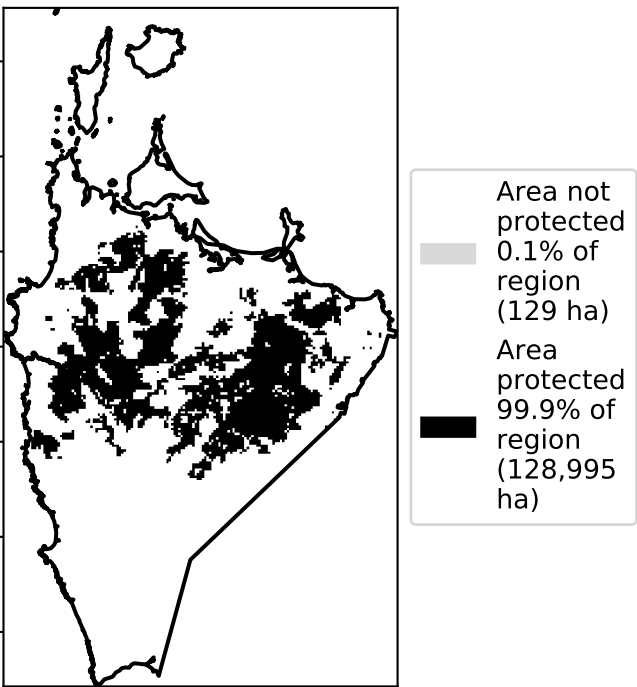 Area not
protected
0.1% of
region
(129 ha)
Area
protected
99.9% of
region
(128,995
ha)